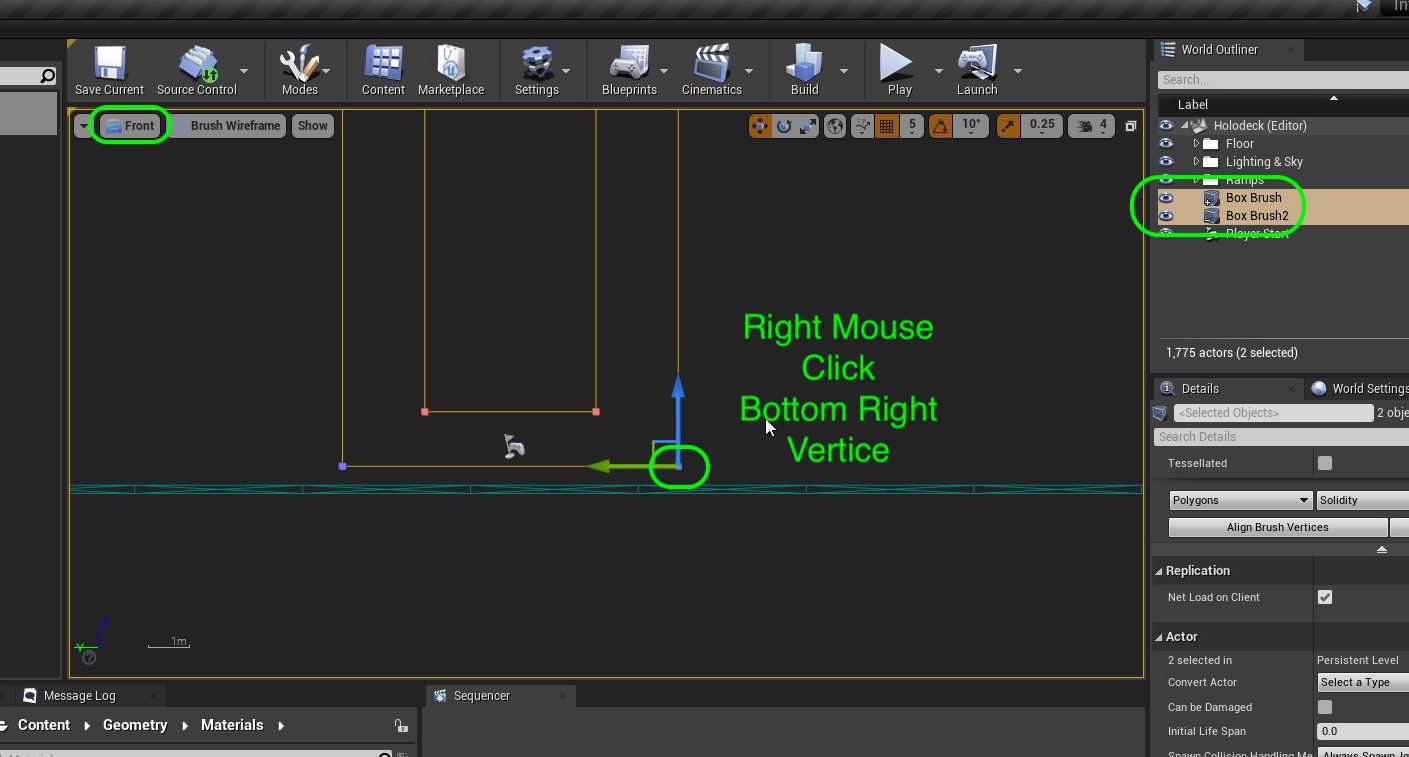 In
Save Current
Source Control
Modes
Content
Marketplace
Settings
Blueprints
Cinematics
Build
Play
Launch
Front
Brush Wireframe
Show
5
10°
0.25
4
Right Mouse
Click
Bottom Right
Vertice
Y
Z
1m
?
World Outliner
Search...
Label
Holodeck (Editor)
Floor
Lighting & Sky
Ramps
Box Brush
Box Brush2
Player Start
1,775 actors (2 selected)
Details
World Settings
<Selected Objects>
2 obje
Search Details
Tessellated
Polygons
Solidity
Align Brush Vertices
Replication
Net Load on Client
Actor
2 selected in
Persistent Level
Convert Actor
Select a Type
Can be Damaged
Initial Life Span
0.0
Spawn Collision Handling Me
Always Spawn, Ig
Message Log
Sequencer
Content
Geometry
Materials